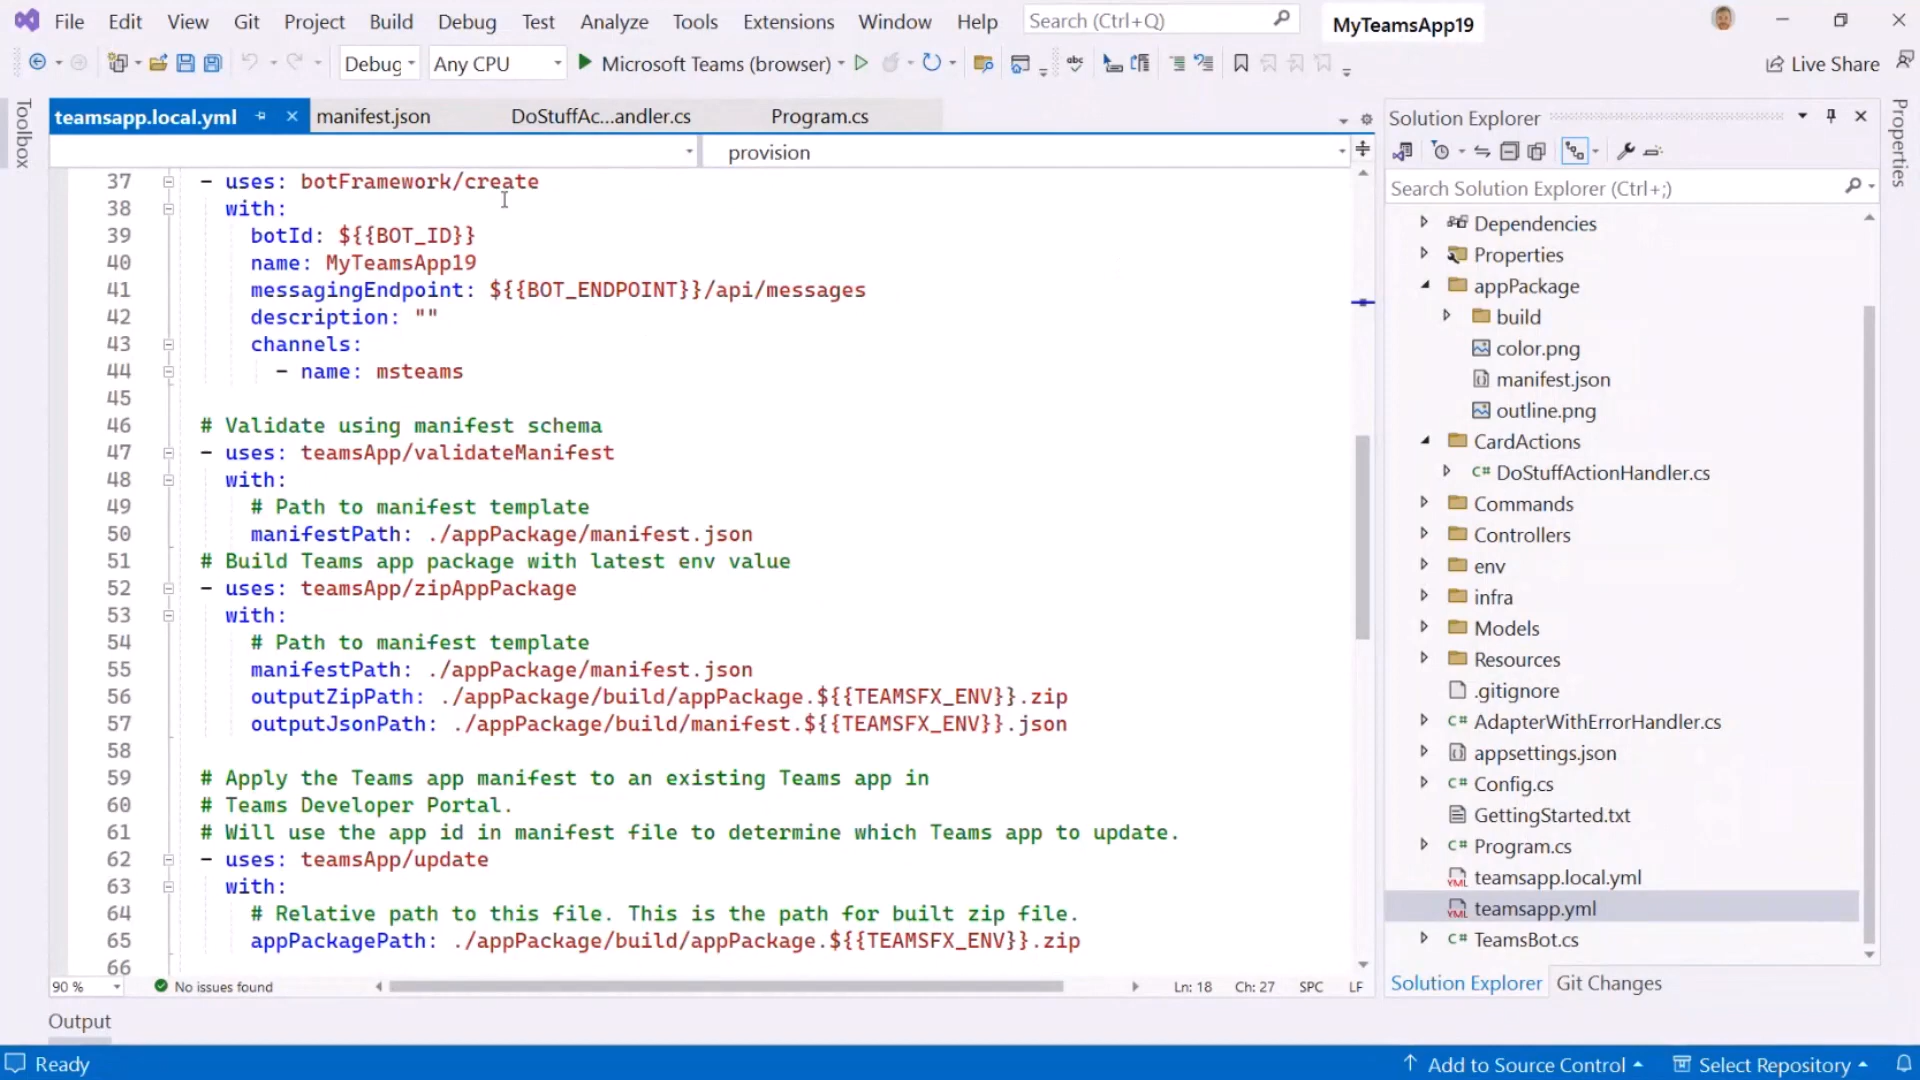 File Edit View Git Project Build Debug Test Analyze Tools Extensions Window Help Search (Ctrl+Q) MyTeamsApp19
Debug Any CPU Microsoft Teams (browser) Live Share
Toolbox
teamsapp.local.yml manifest.json DoStuffAc...andler.cs Program.cs
provision
37 - uses: botFramework/create
38 with:
39 botId: ${{BOT_ID}}
40 name: MyTeamsApp19
41 messagingEndpoint: ${{BOT_ENDPOINT}}/api/messages
42 description: ""
43 channels:
44 - name: msteams
45
46 # Validate using manifest schema
47 - uses: teamsApp/validateManifest
48 with:
49 # Path to manifest template
50 manifestPath: ./appPackage/manifest.json
51 # Build Teams app package with latest env value
52 - uses: teamsApp/zipAppPackage
53 with:
54 # Path to manifest template
55 manifestPath: ./appPackage/manifest.json
56 outputZipPath: ./appPackage/build/appPackage.${{TEAMSFX_ENV}}.zip
57 outputJsonPath: ./appPackage/build/manifest.${{TEAMSFX_ENV}}.json
58
59 # Apply the Teams app manifest to an existing Teams app in
60 # Teams Developer Portal.
61 # Will use the app id in manifest file to determine which Teams app to update.
62 - uses: teamsApp/update
63 with:
64 # Relative path to this file. This is the path for built zip file.
65 appPackagePath: ./appPackage/build/appPackage.${{TEAMSFX_ENV}}.zip
66
90 % No issues found Ln: 18 Ch: 27 SPC LF
Solution Explorer
Search Solution Explorer (Ctrl+;)
Dependencies
Properties
appPackage
build
color.png
manifest.json
outline.png
CardActions
C# DoStuffActionHandler.cs
Commands
Controllers
env
infra
Models
Resources
.gitignore
C# AdapterWithErrorHandler.cs
appsettings.json
C# Config.cs
GettingStarted.txt
C# Program.cs
YML teamsapp.local.yml
YML teamsapp.yml
C# TeamsBot.cs
Solution Explorer Git Changes
Properties
Output
Ready Add to Source Control Select Repository